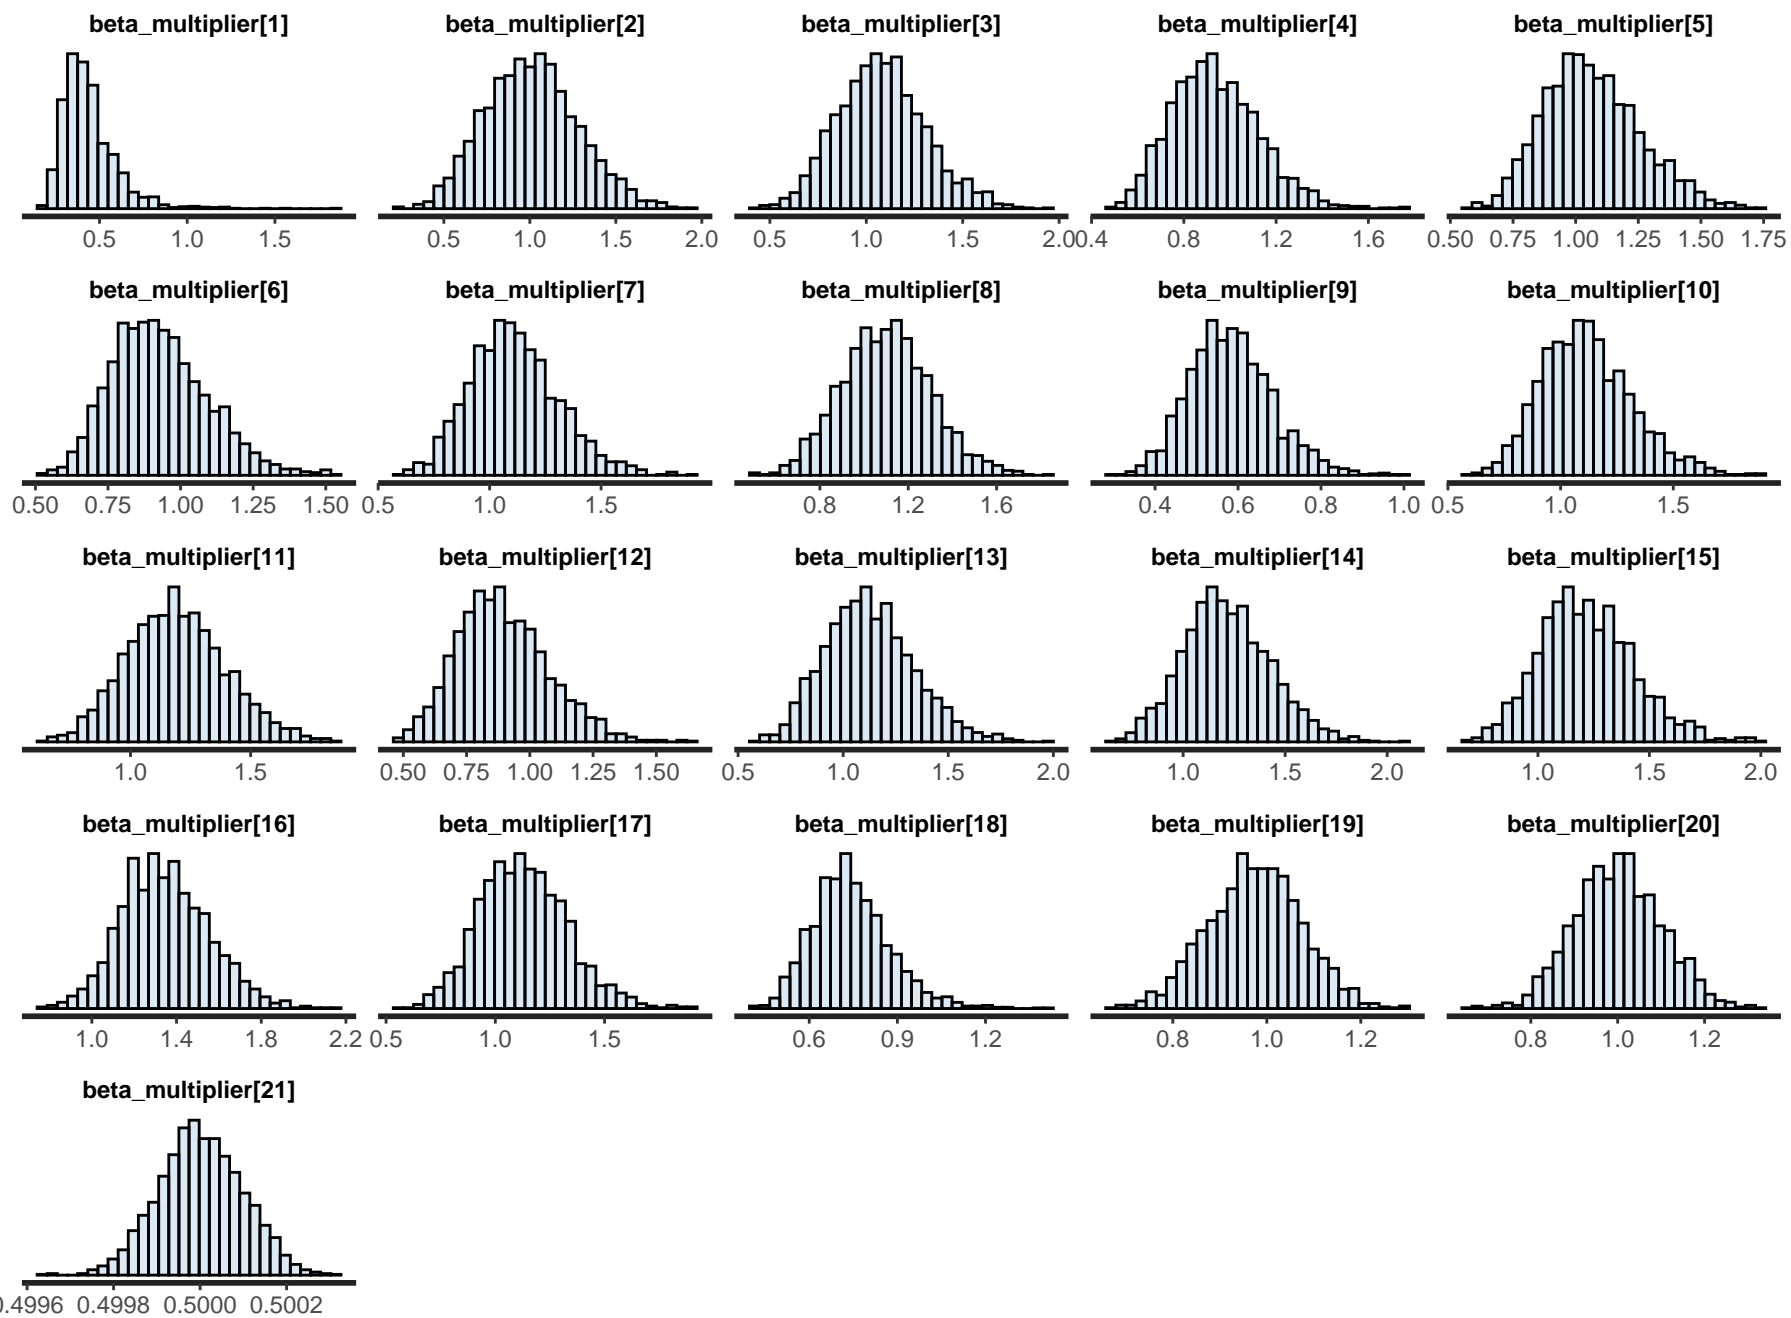 beta_multiplier[1] beta_multiplier[2] beta_multiplier[3] beta_multiplier[4] beta_multiplier[5]
0.5 1.0 1.5 0.5 1.0 1.5 2.0 0.5 1.0 1.5 2.0 0.4 0.8 1.2 1.6 0.50 0.75 1.00 1.25 1.50 1.75
beta_multiplier[6] beta_multiplier[7] beta_multiplier[8] beta_multiplier[9] beta_multiplier[10]
0.50 0.75 1.00 1.25 1.50 0.5 1.0 1.5 0.8 1.2 1.6 0.4 0.6 0.8 1.0 0.5 1.0 1.5
beta_multiplier[11] beta_multiplier[12] beta_multiplier[13] beta_multiplier[14] beta_multiplier[15]
1.0 1.5 0.50 0.75 1.00 1.25 1.50 0.5 1.0 1.5 2.0 1.0 1.5 2.0 1.0 1.5 2.0
beta_multiplier[16] beta_multiplier[17] beta_multiplier[18] beta_multiplier[19] beta_multiplier[20]
1.0 1.4 1.8 2.2 0.5 1.0 1.5 0.6 0.9 1.2 0.8 1.0 1.2 0.8 1.0 1.2
beta_multiplier[21]
0.4996 0.4998 0.5000 0.5002